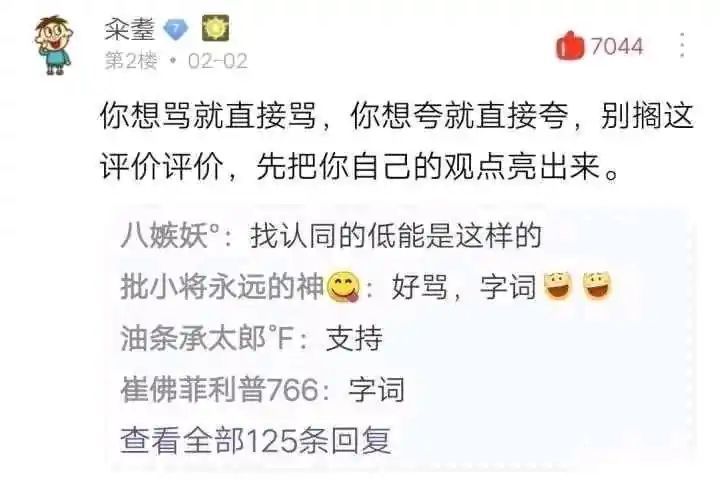 籴耋 7
第2楼 • 02-02
7044
你想骂就直接骂，你想夸就直接夸，别搁这
评价评价，先把你自己的观点亮出来。
八嫉妖°：找认同的低能是这样的
批小将永远的神😋：好骂，字词😃😃
油条承太郎°F：支持
崔佛菲利普766：字词
查看全部125条回复